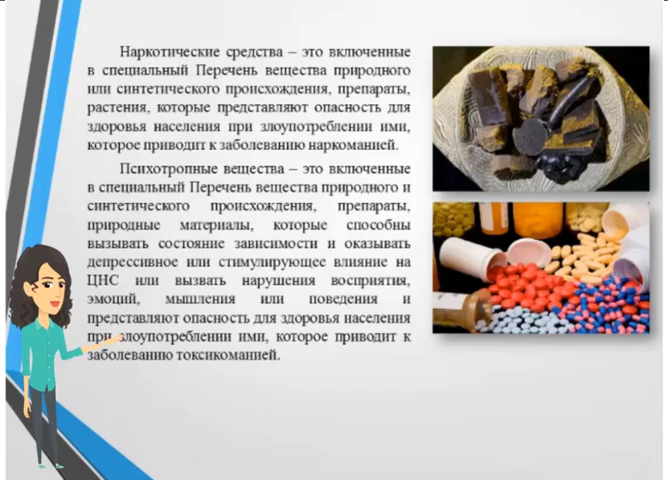 Наркотические средства – это включенные
в специальный Перечень вещества природного
или синтетического происхождения, препараты,
растения, которые представляют опасность для
здоровья населения при злоупотреблении ими,
которое приводит к заболеванию наркоманией.
Психотропные вещества – это включенные
в специальный Перечень вещества природного и
синтетического происхождения, препараты,
природные материалы, которые способны
вызывать состояние зависимости и оказывать
депрессивное или стимулирующее влияние на
ЦНС или вызвать нарушения восприятия,
эмоций, мышления или поведения и
представляют опасность для здоровья населения
при злоупотреблении ими, которое приводит к
заболеванию токсикоманией.